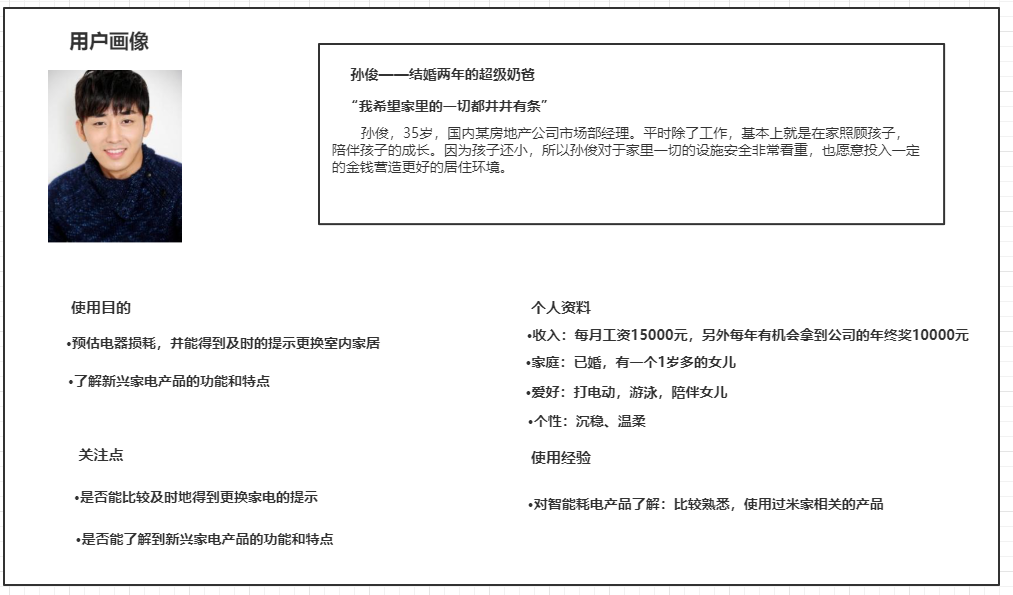 用户画像
孙俊——结婚两年的超级奶爸
“我希望家里的一切都井井有条”
孙俊，35岁，国内某房地产公司市场部经理。平时除了工作，基本上就是在家照顾孩子，
陪伴孩子的成长。因为孩子还小，所以孙俊对于家里一切的设施安全非常看重，也愿意投入一定
的金钱营造更好的居住环境。
使用目的
•预估电器损耗，并能得到及时的提示更换室内家居
•了解新兴家电产品的功能和特点
个人资料
•收入：每月工资15000元，另外每年有机会拿到公司的年终奖10000元
•家庭：已婚，有一个1岁多的女儿
•爱好：打电动，游泳，陪伴女儿
•个性：沉稳、温柔
关注点
•是否能比较及时地得到更换家电的提示
•是否能了解到新兴家电产品的功能和特点
使用经验
•对智能耗电产品了解：比较熟悉，使用过米家相关的产品